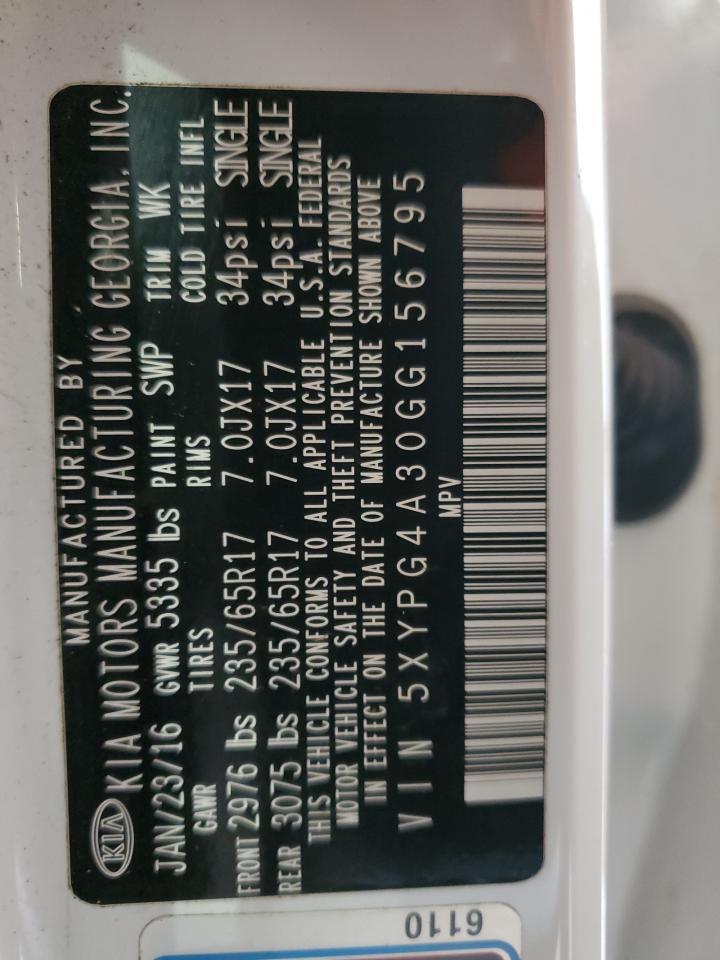 MANUFACTURED BY
KIA KIA MOTORS MANUFACTURING GEORGIA, INC.
JAN/23/16 GVWR 5335 lbs PAINT SWP TRIM WK
GAWR TIRES RIMS COLD TIRE INFL
FRONT 2976 lbs 235/65R17 7.0JX17 34psi SINGLE
REAR 3075 lbs 235/65R17 7.0JX17 34psi SINGLE
THIS VEHICLE CONFORMS TO ALL APPLICABLE U.S.A. FEDERAL
MOTOR VEHICLE SAFETY AND THEFT PREVENTION STANDARDS
IN EFFECT ON THE DATE OF MANUFACTURE SHOWN ABOVE
VIN 5XYPG4A30GG156795
MPV
6110